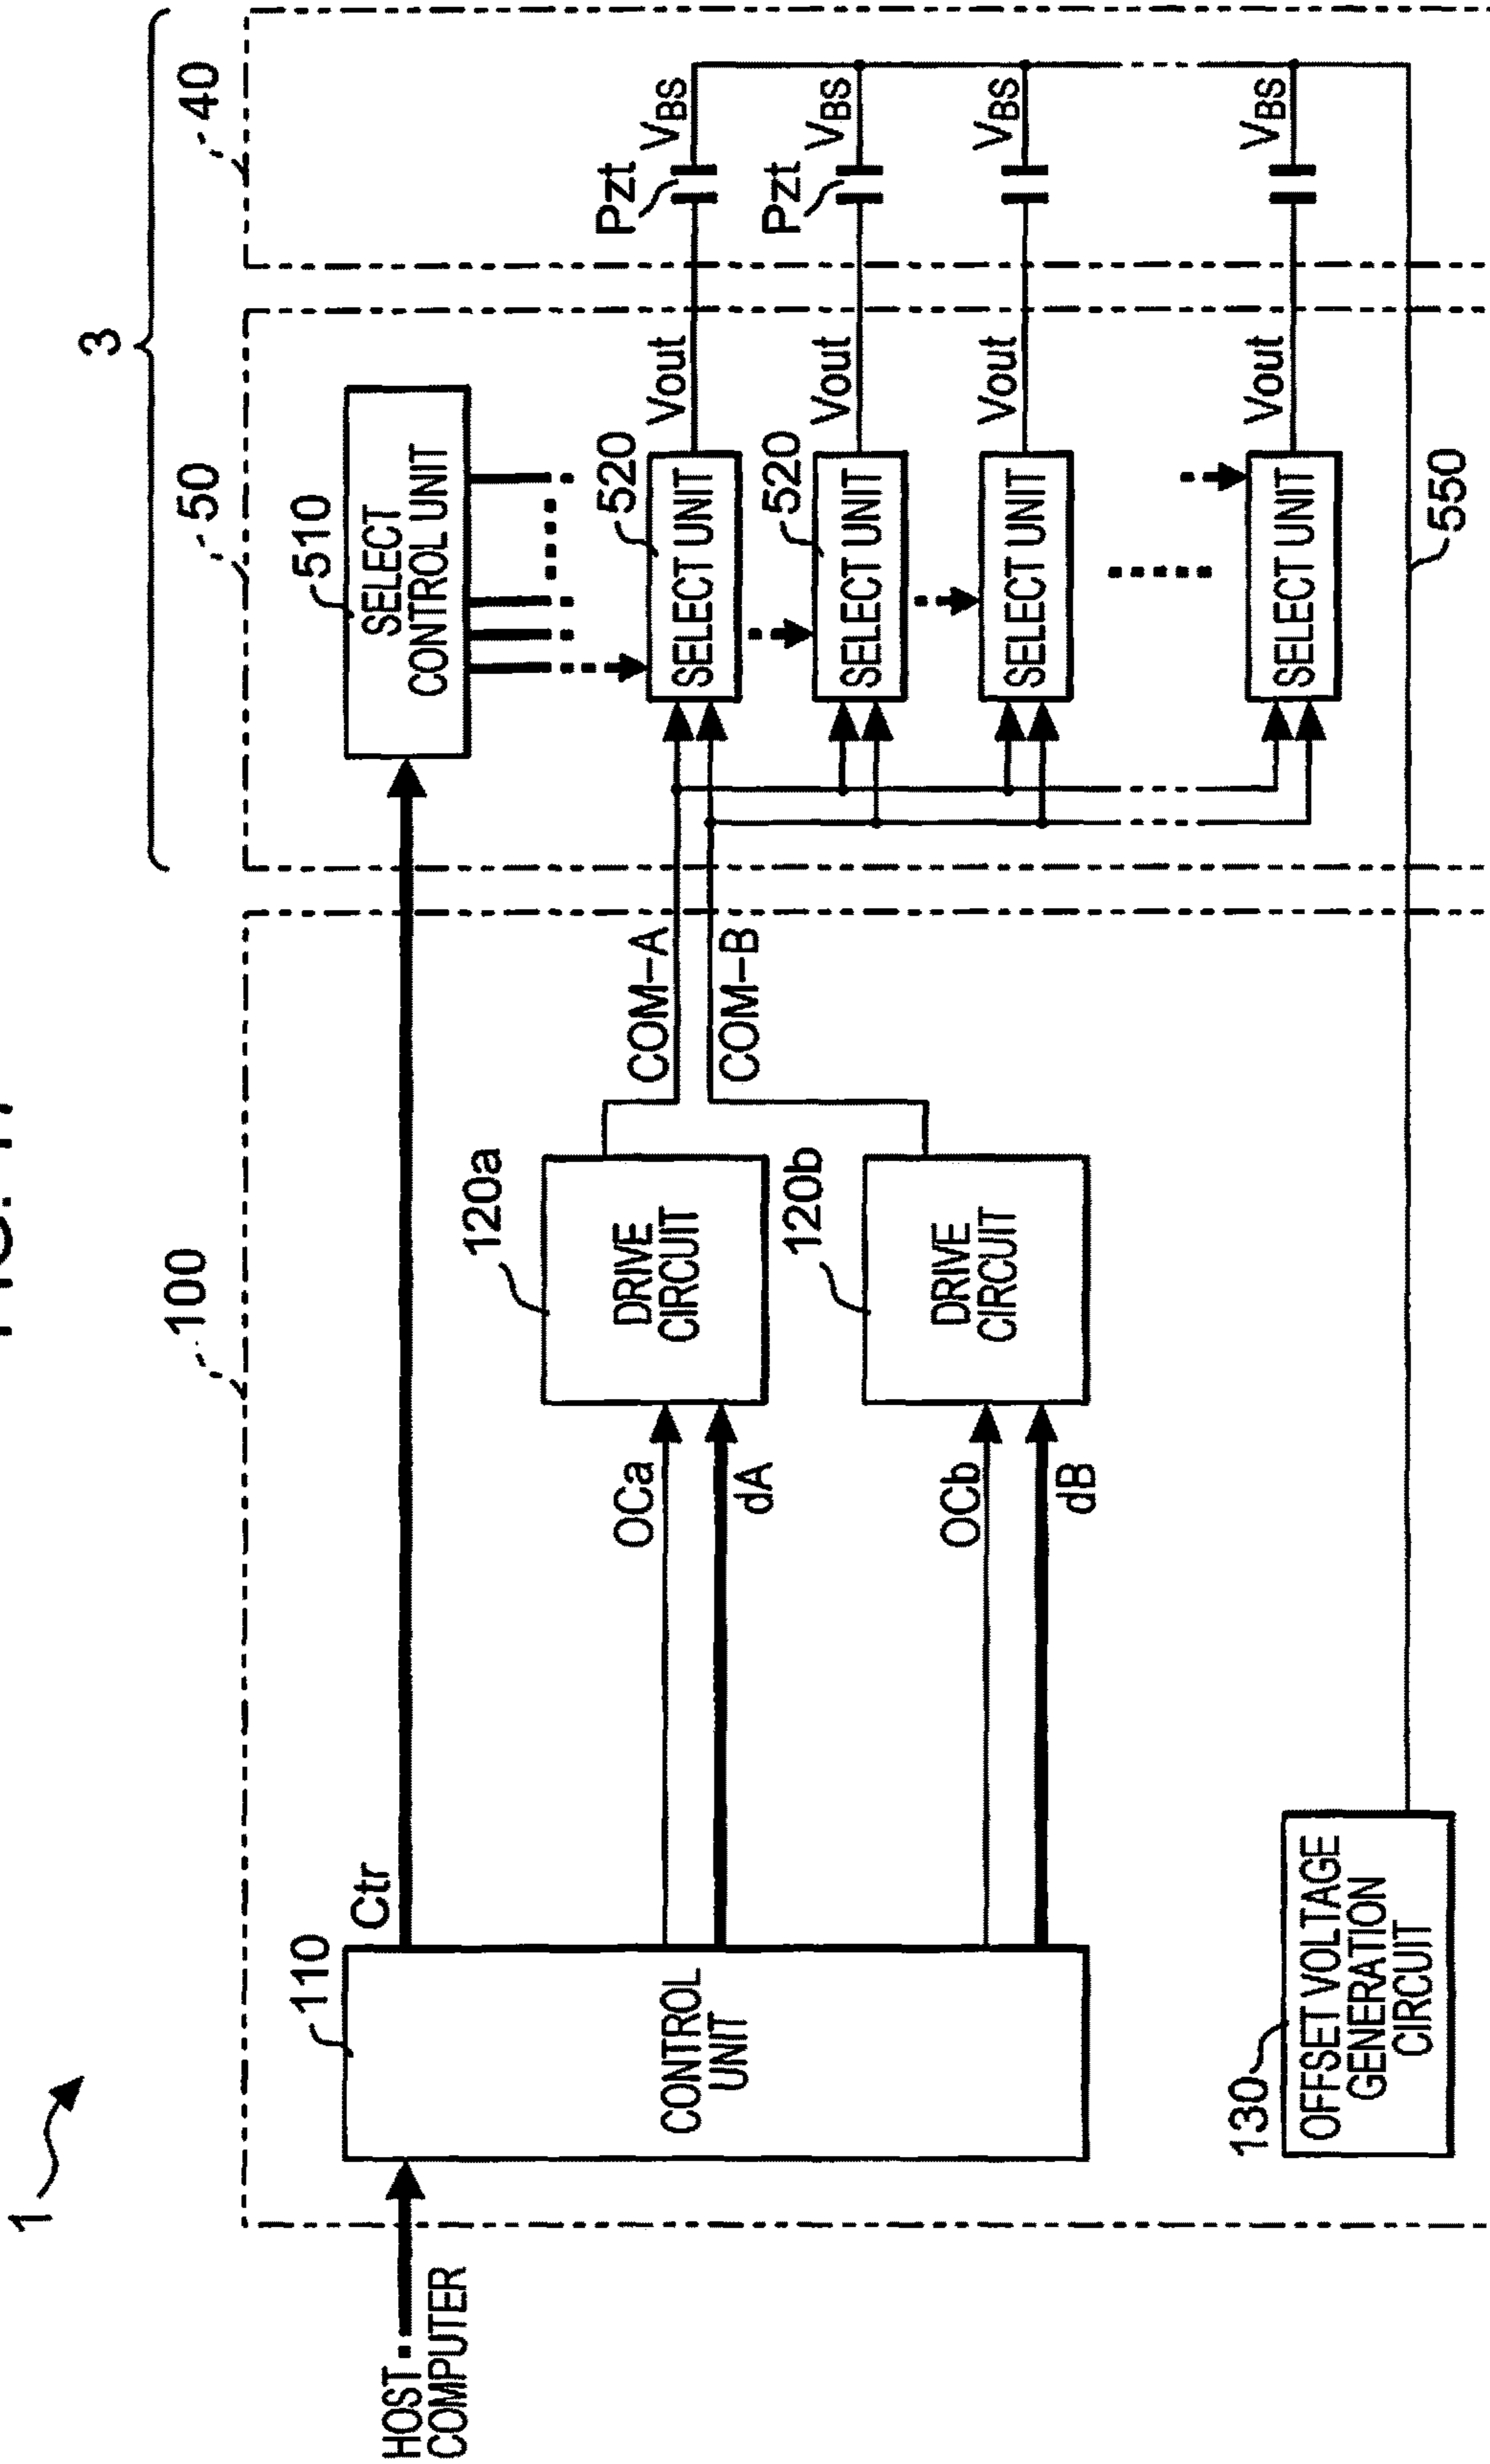 1
3
100
50
40
HOST
COMPUTER
110
CONTROL
UNIT
Ctr
510
SELECT
CONTROL UNIT
OCa
dA
120a
DRIVE
CIRCUIT
COM-A
COM-B
OCb
dB
120b
DRIVE
CIRCUIT
520
SELECT UNIT
Vout
Pzt
VBS
520
SELECT UNIT
Vout
Pzt
VBS
SELECT UNIT
Vout
VBS
SELECT UNIT
Vout
VBS
130
OFFSET VOLTAGE
GENERATION
CIRCUIT
550